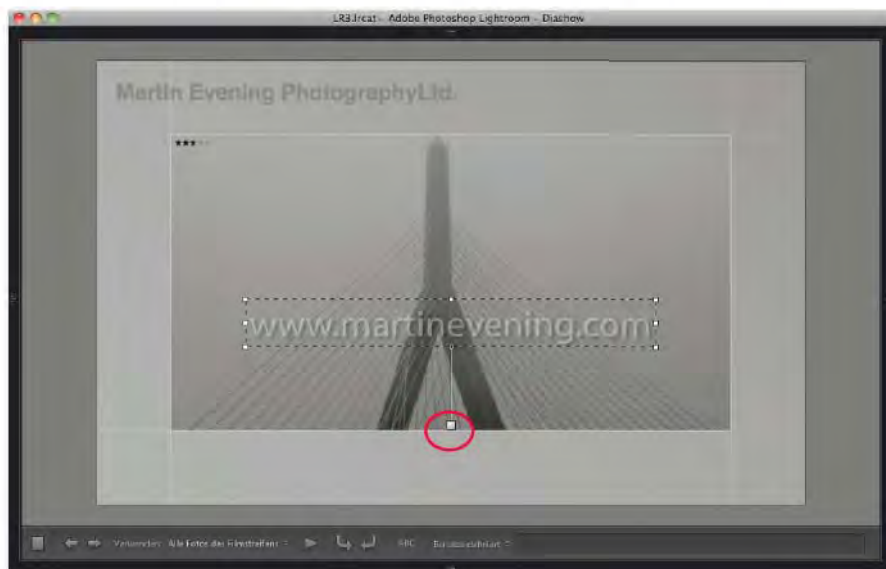 LR3.lrcat - Adobe Photoshop Lightroom - Diashow
Martin Evening PhotographyLtd.
★★★
www.martinevening.com
Verwenden: Alle Fotos des Filmstreifens
ABC